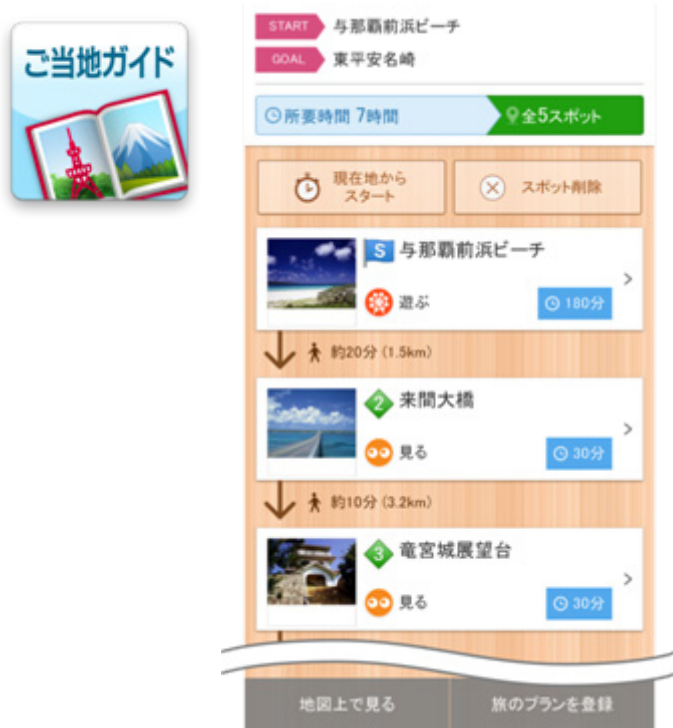 ご当地ガイド
START 与那覇前浜ビーチ
GOAL 東平安名崎
所要時間 7時間 全5スポット
現在地から
スタート
スポット削除
S 与那覇前浜ビーチ
遊ぶ 180分
約20分 (1.5km)
2 来間大橋
見る 30分
約10分 (3.2km)
3 竜宮城展望台
見る 30分
地図上で見る 旅のプランを登録